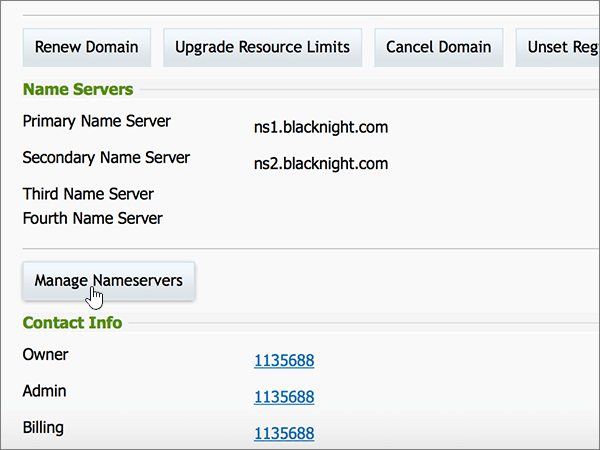 Renew Domain Upgrade Resource Limits Cancel Domain Unset Reg
Name Servers
Primary Name Server ns1.blacknight.com
Secondary Name Server ns2.blacknight.com
Third Name Server
Fourth Name Server
Manage Nameservers
Contact Info
Owner 1135688
Admin 1135688
Billing 1135688